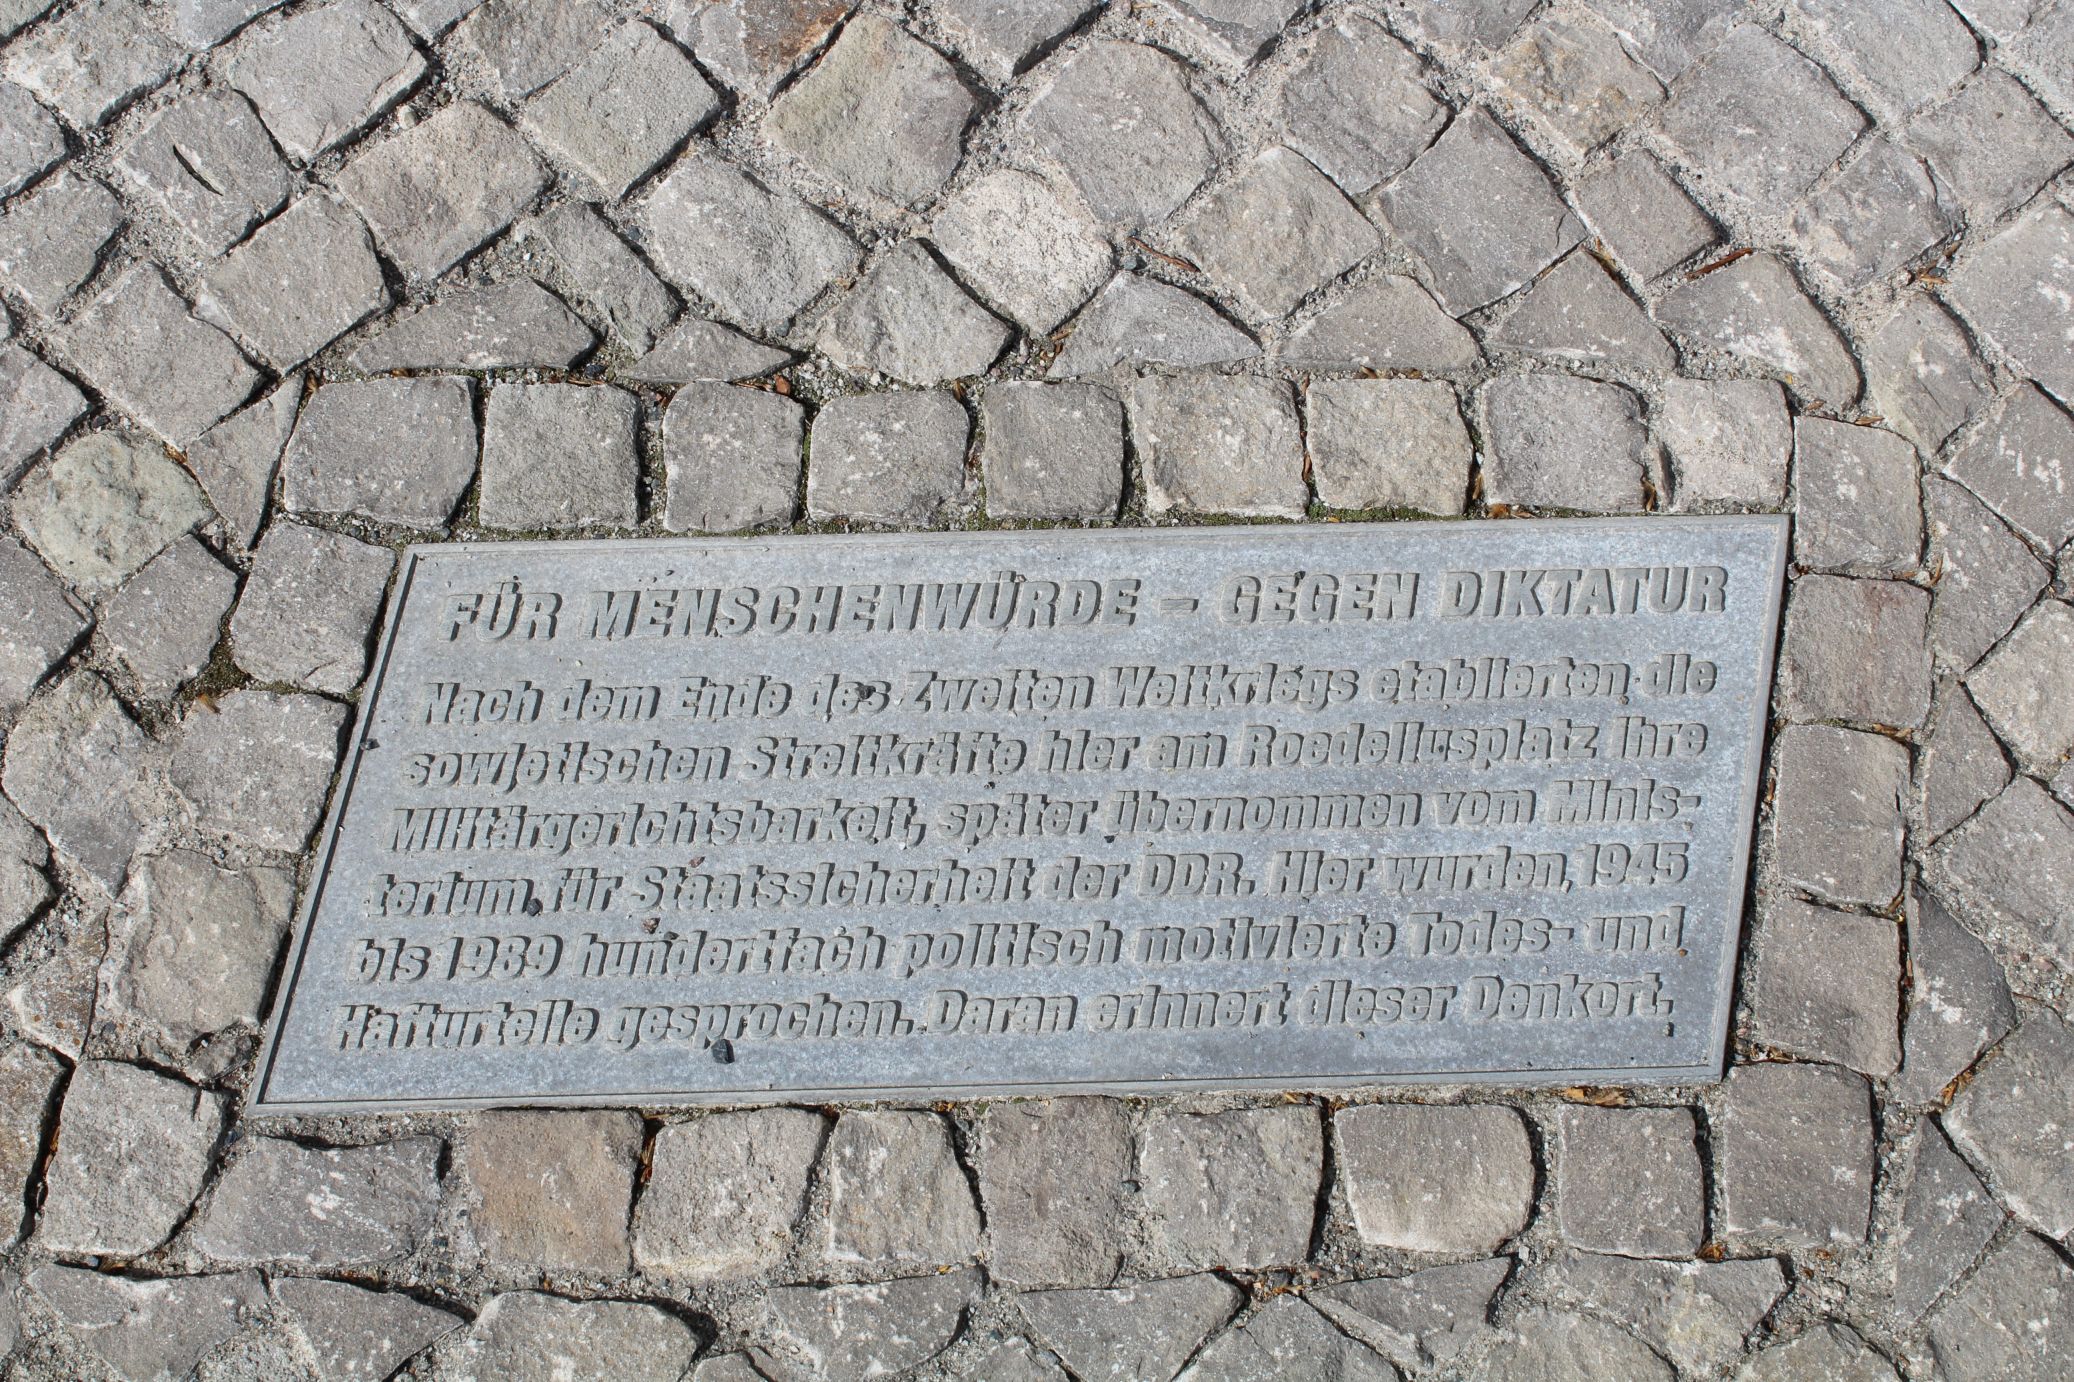 FÜR MENSCHENWÜRDE – GEGEN DIKTATUR
Nach dem Ende des Zweiten Weltkriegs etablierten die
sowjetischen Streitkräfte hier am Roedeliusplatz ihre
Militärgerichtsbarkeit, später übernommen vom Minis-
terium für Staatssicherheit der DDR. Hier wurden 1945
bis 1989 hundertfach politisch motivierte Todes- und
Hafturteile gesprochen. Daran erinnert dieser Denkort.